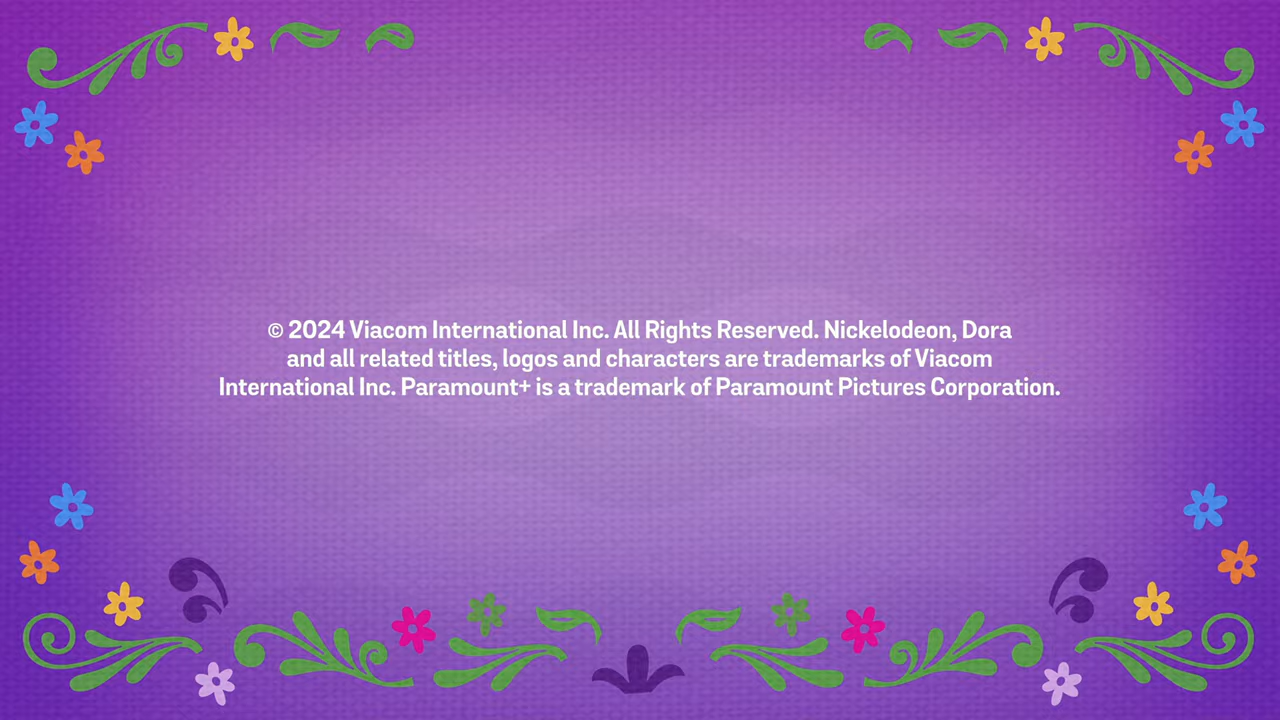 © 2024 Viacom International Inc. All Rights Reserved. Nickelodeon, Dora
and all related titles, logos and characters are trademarks of Viacom
International Inc. Paramount+ is a trademark of Paramount Pictures Corporation.